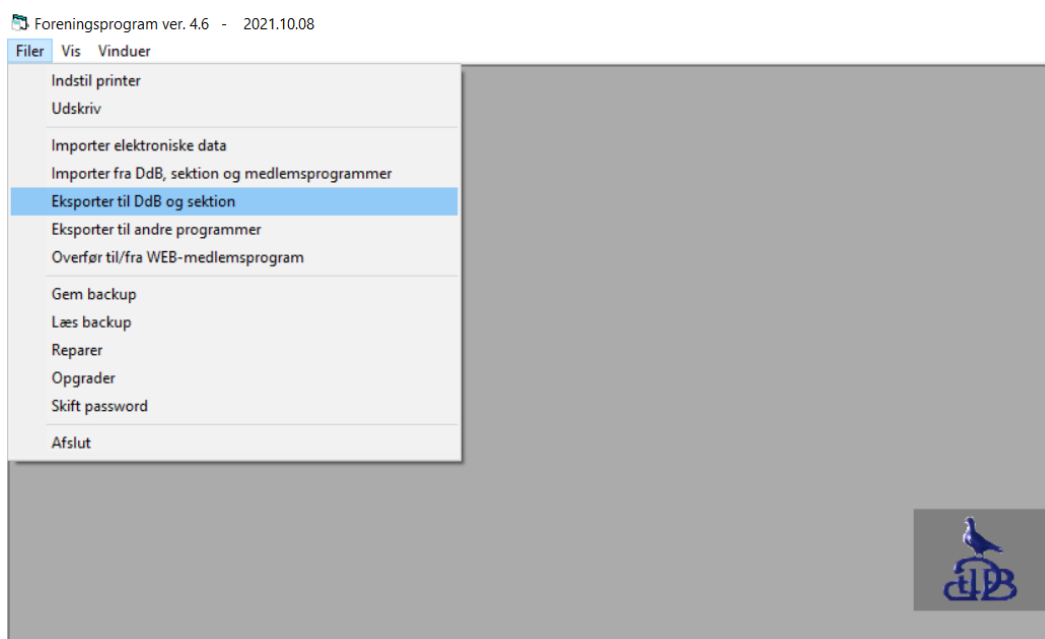 Foreningsprogram ver. 4.6 - 2021.10.08
Filer Vis Vinduer
Indstil printer
Udskriv
Importer elektroniske data
Importer fra DdB, sektion og medlemsprogrammer
Eksporter til DdB og sektion
Eksporter til andre programmer
Overfør til/fra WEB-medlemsprogram
Gem backup
Læs backup
Reparer
Opgrader
Skift password
Afslut